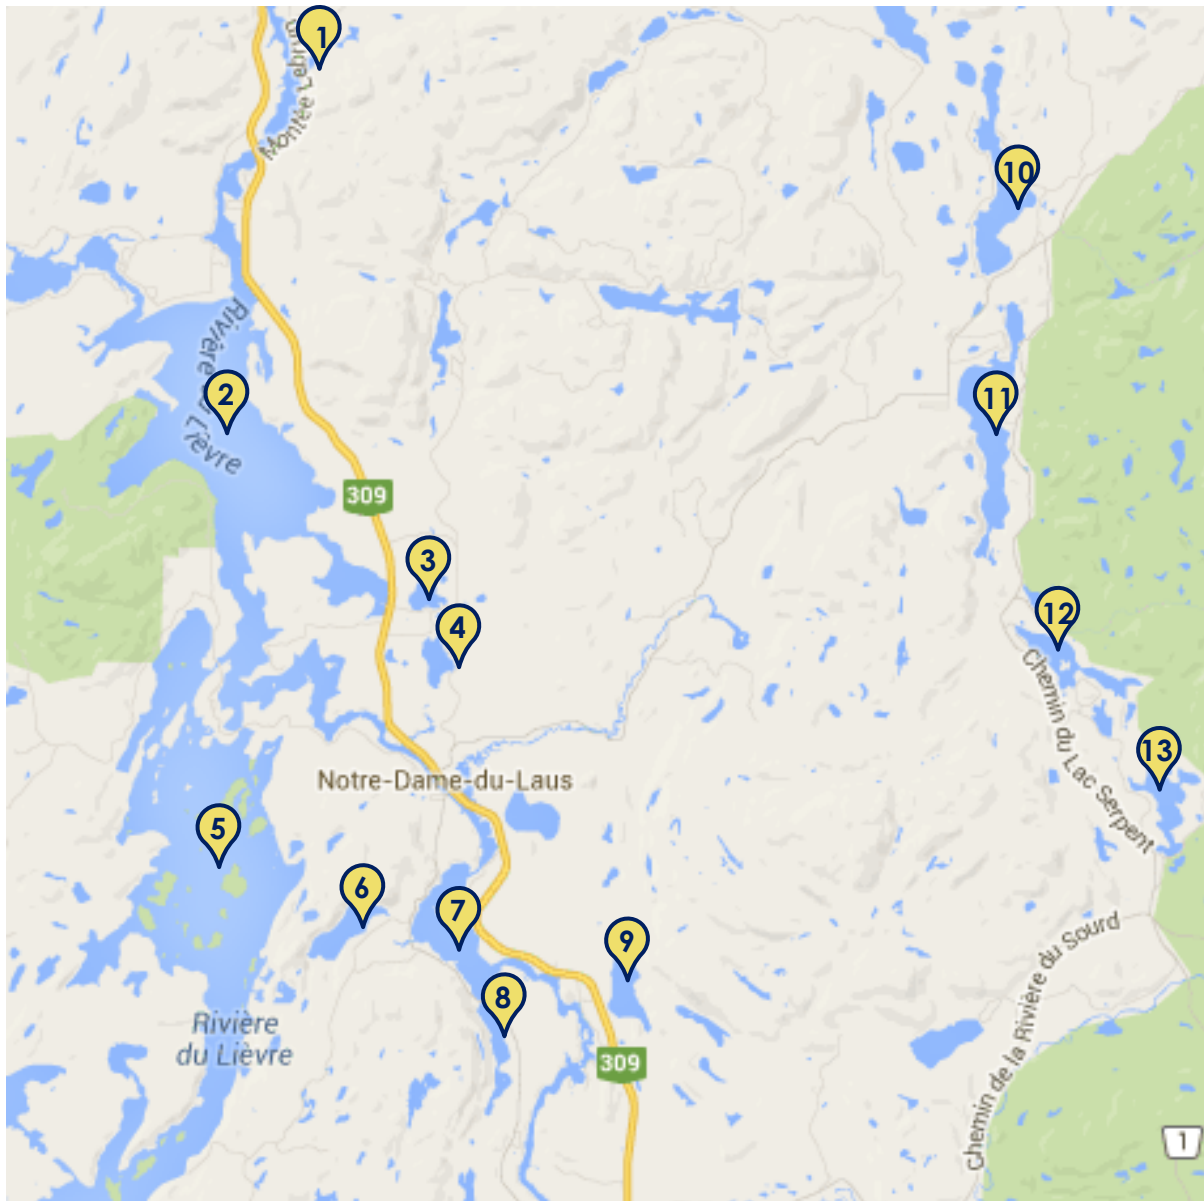 1
Montée Lebrun
10
Rivière du Lièvre
2
11
309
3
12
4
Chemin du Lac Serpent
13
Notre-Dame-du-Laus
5
6
7
9
Chemin de la Rivière du Sourd
8
Rivière
du Lièvre
309
1